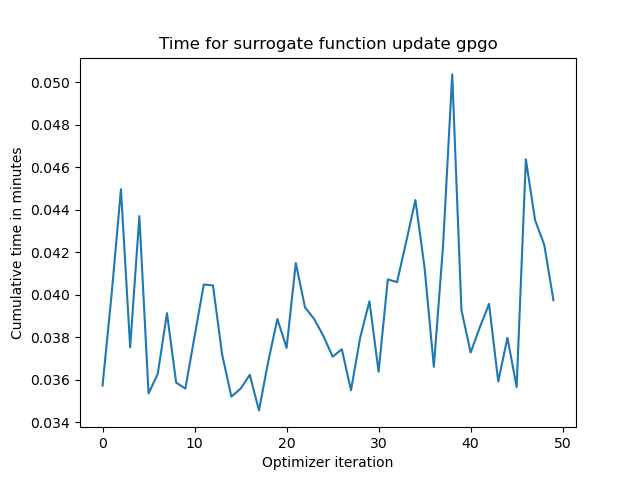 Time for surrogate function update gpgo
Cumulative time in minutes
0.050
0.048
0.046
0.044
0.042
0.040
0.038
0.036
0.034
0 10 20 30 40 50
Optimizer iteration